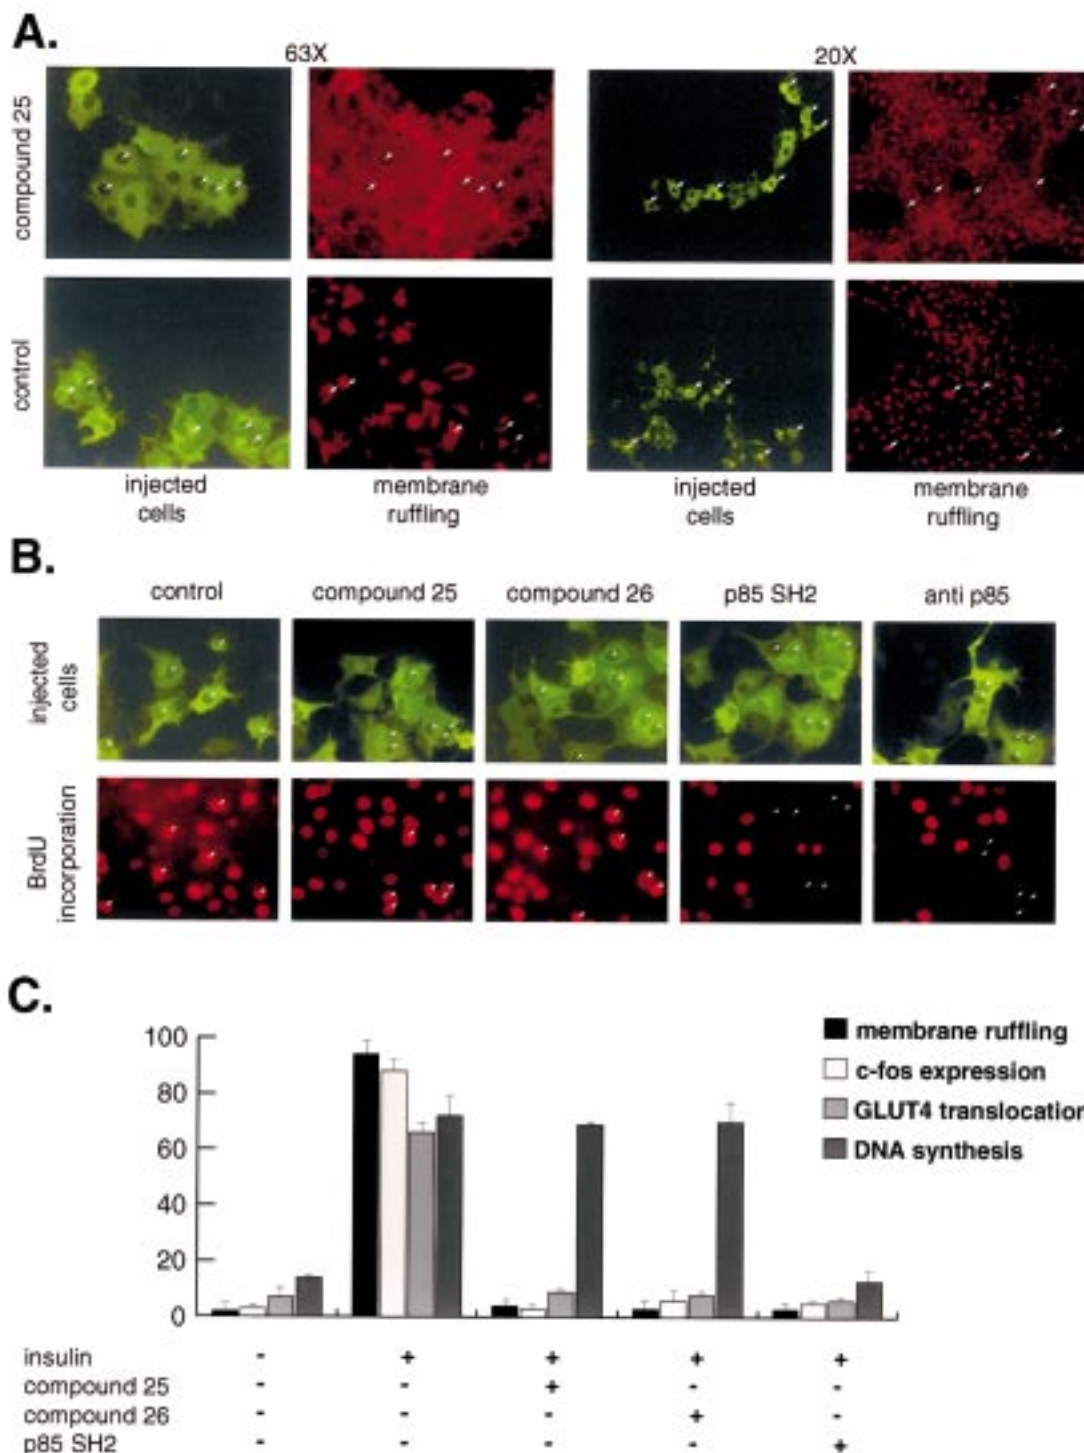 A.
63X
20X
compound 25
control
injected
cells
membrane
ruffling
injected
cells
membrane
ruffling
B.
control
compound 25
compound 26
p85 SH2
anti p85
injected
cells
BrdU
incorporation
C.
100
80
60
40
20
0
membrane ruffling
c-fos expression
GLUT4 translocation
DNA synthesis
insulin - + + + +
compound 25 - - + - -
compound 26 - - - + -
p85 SH2 - - - - +